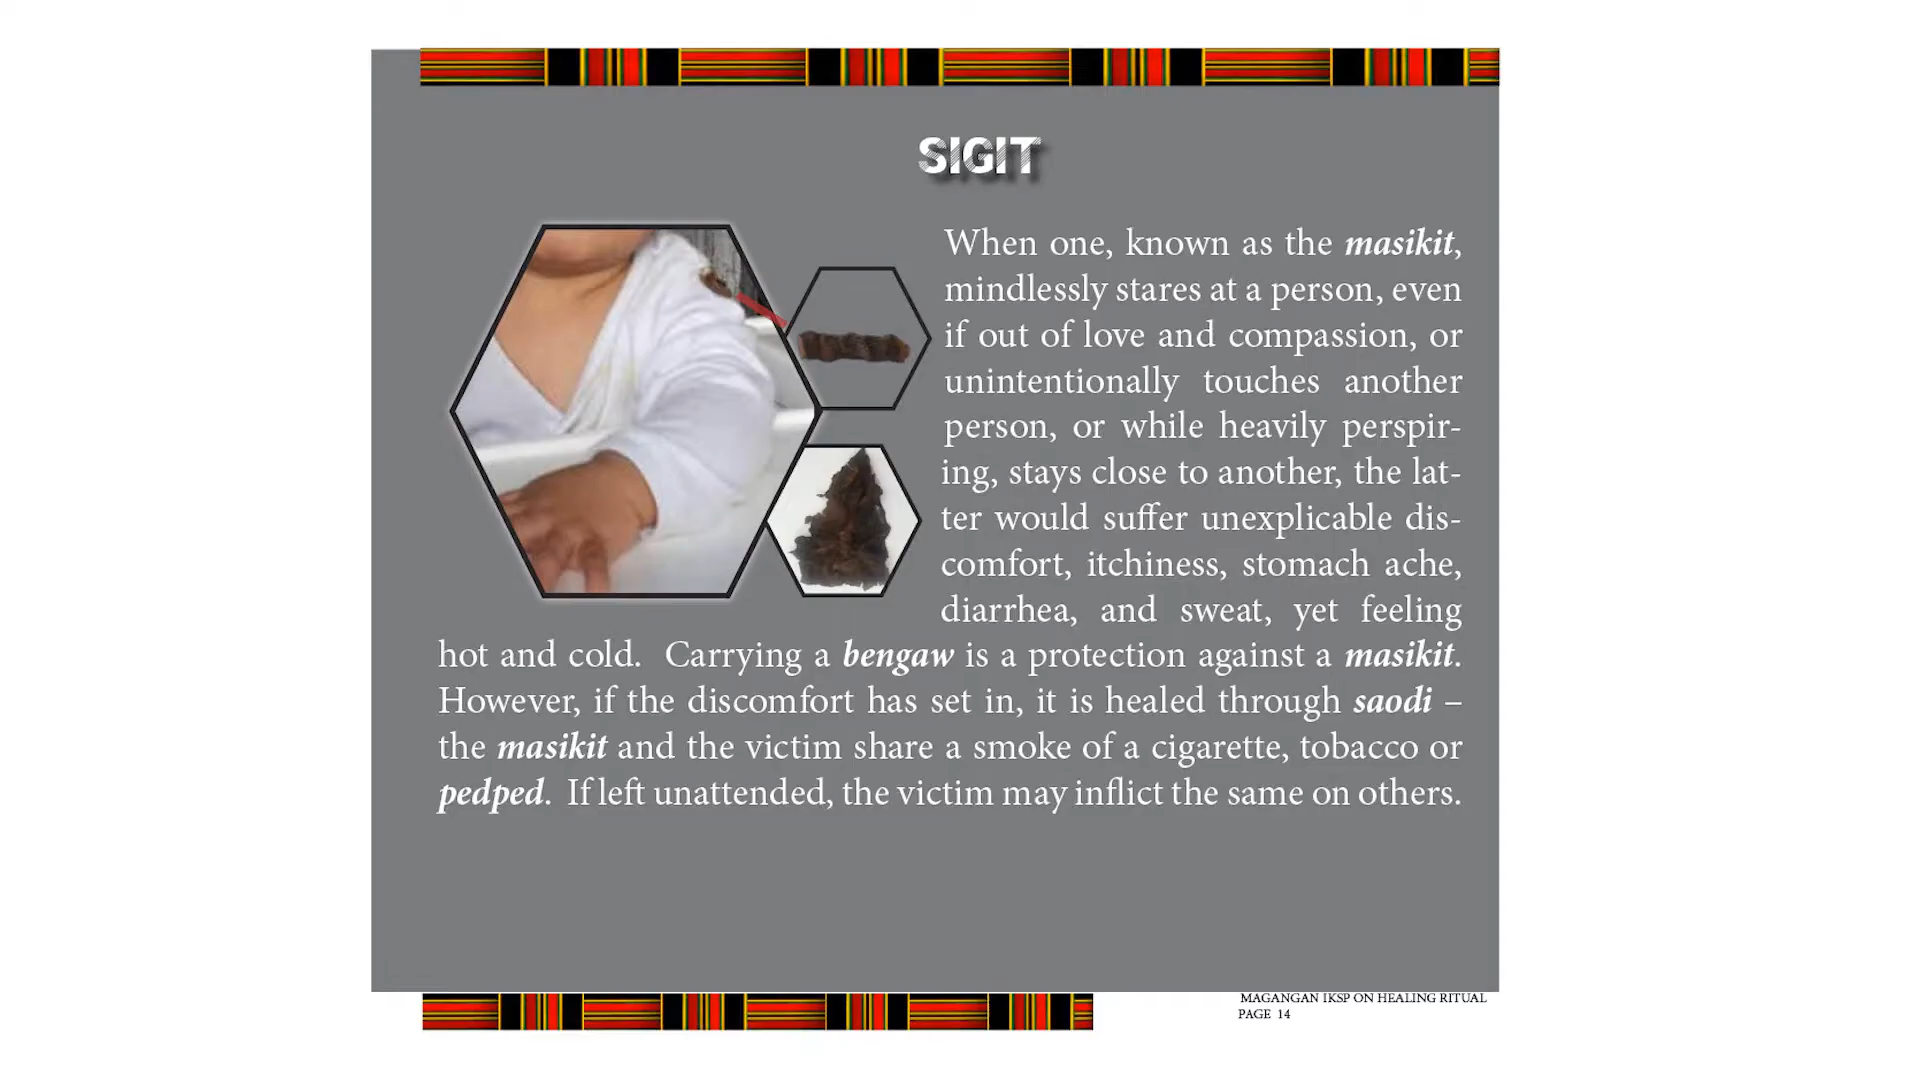 SIGIT
When one, known as the masikit,
mindlessly stares at a person, even
if out of love and compassion, or
unintentionally touches another
person, or while heavily perspir-
ing, stays close to another, the lat-
ter would suffer unexplicable dis-
comfort, itchiness, stomach ache,
diarrhea, and sweat, yet feeling
hot and cold. Carrying a bengaw is a protection against a masikit.
However, if the discomfort has set in, it is healed through saodi –
the masikit and the victim share a smoke of a cigarette, tobacco or
pedped. If left unattended, the victim may inflict the same on others.
MAGANGAN IKSP ON HEALING RITUAL
PAGE 14